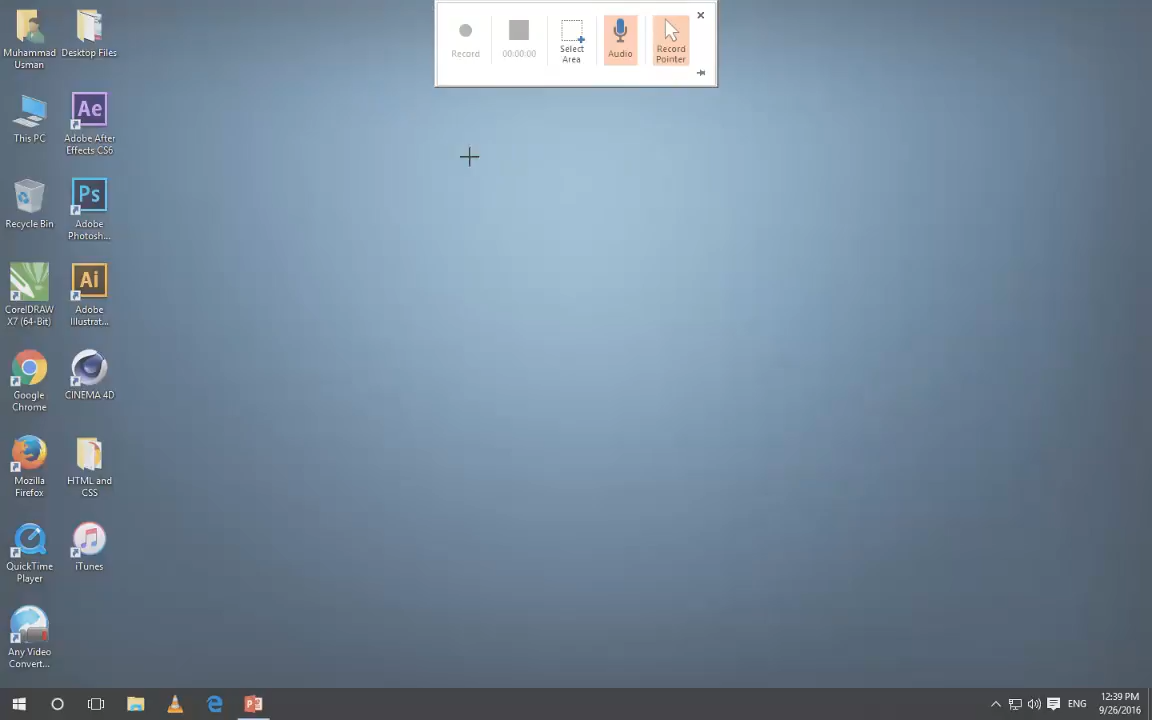 Record
00:00:00
Select
Area
Audio
Record
Pointer
Muhammad
Usman
Desktop Files
This PC
Ae
Adobe After
Effects CS6
Recycle Bin
Ps
Adobe
Photosh...
CorelDRAW
X7 (64-Bit)
Ai
Adobe
Illustrat...
Google
Chrome
CINEMA 4D
Mozilla
Firefox
HTML and
CSS
QuickTime
Player
iTunes
Any Video
Convert...
ENG
12:39 PM
9/26/2016